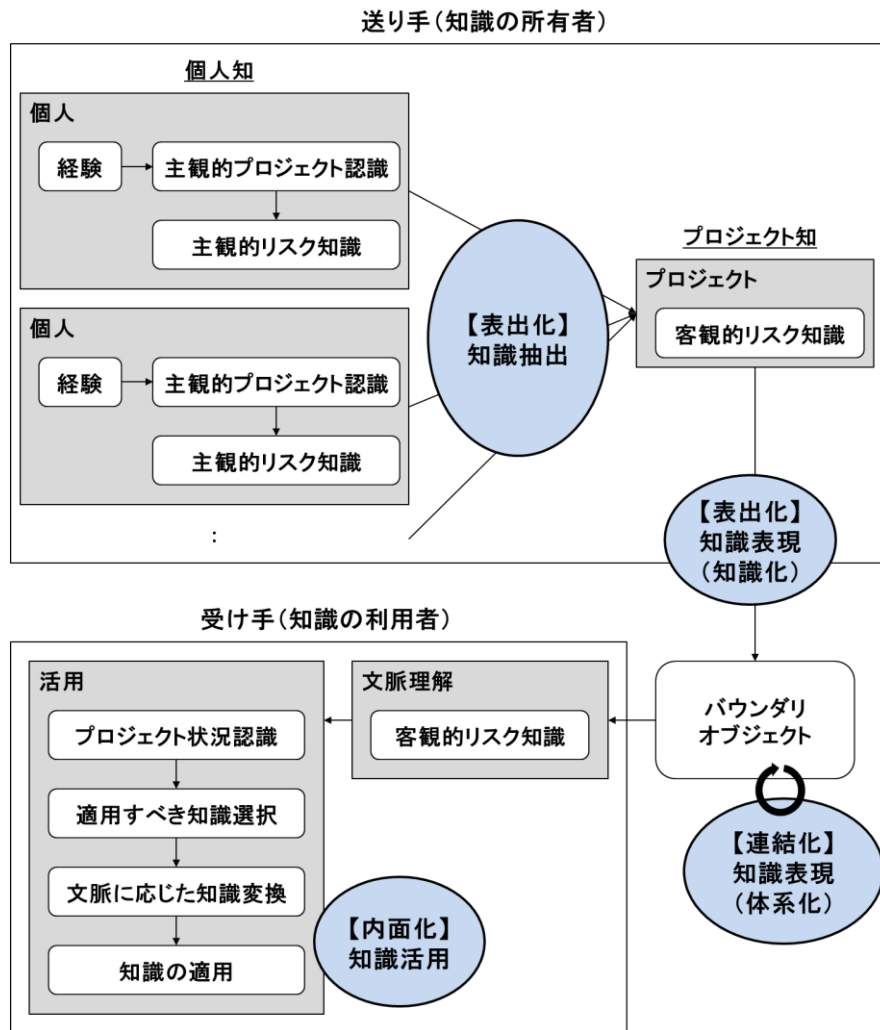 送り手（知識の所有者）
個人知
個人
経験
主観的プロジェクト認識
主観的リスク知識
個人
経験
主観的プロジェクト認識
主観的リスク知識
：
【表出化】
知識抽出
プロジェクト知
プロジェクト
客観的リスク知識
【表出化】
知識表現
（知識化）
受け手（知識の利用者）
活用
プロジェクト状況認識
適用すべき知識選択
文脈に応じた知識変換
知識の適用
【内面化】
知識活用
文脈理解
客観的リスク知識
バウンダリ
オブジェクト
【連結化】
知識表現
（体系化）